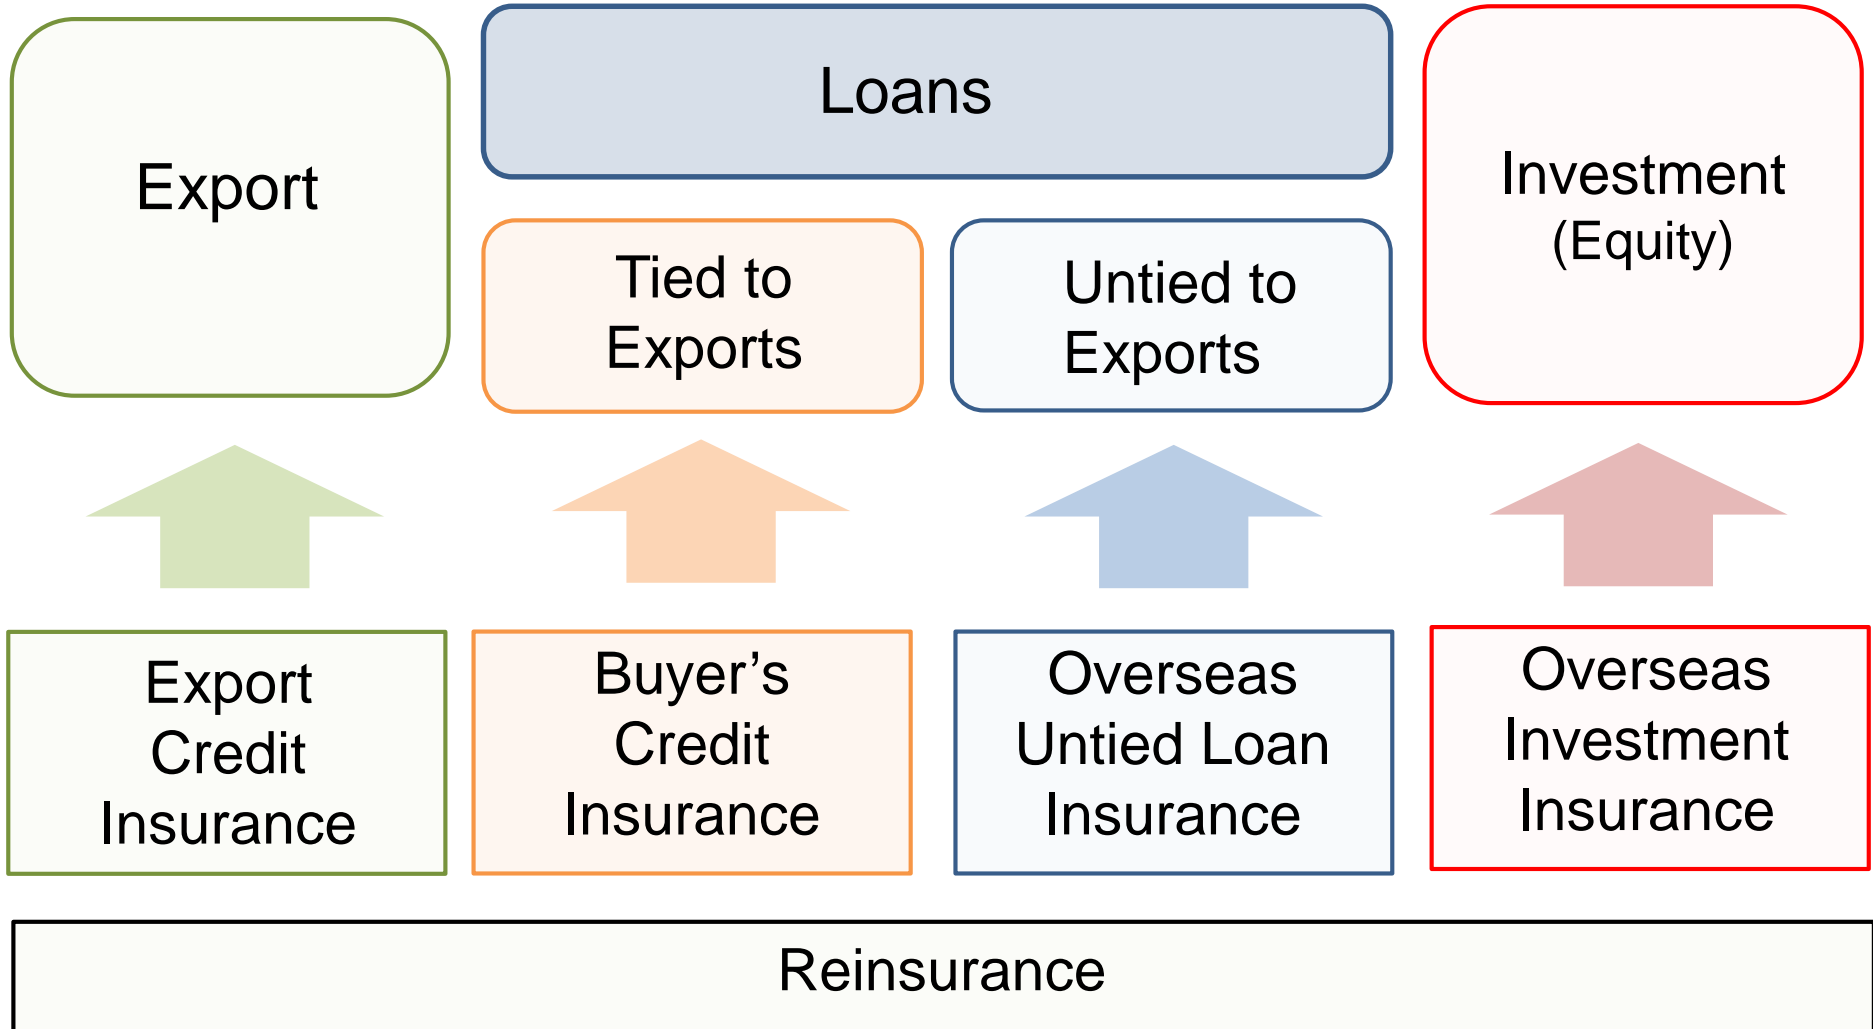 Export
Loans
Tied to
Exports
Untied to
Exports
Investment
(Equity)
Export
Credit
Insurance
Buyer’s
Credit
Insurance
Overseas
Untied Loan
Insurance
Overseas
Investment
Insurance
Reinsurance